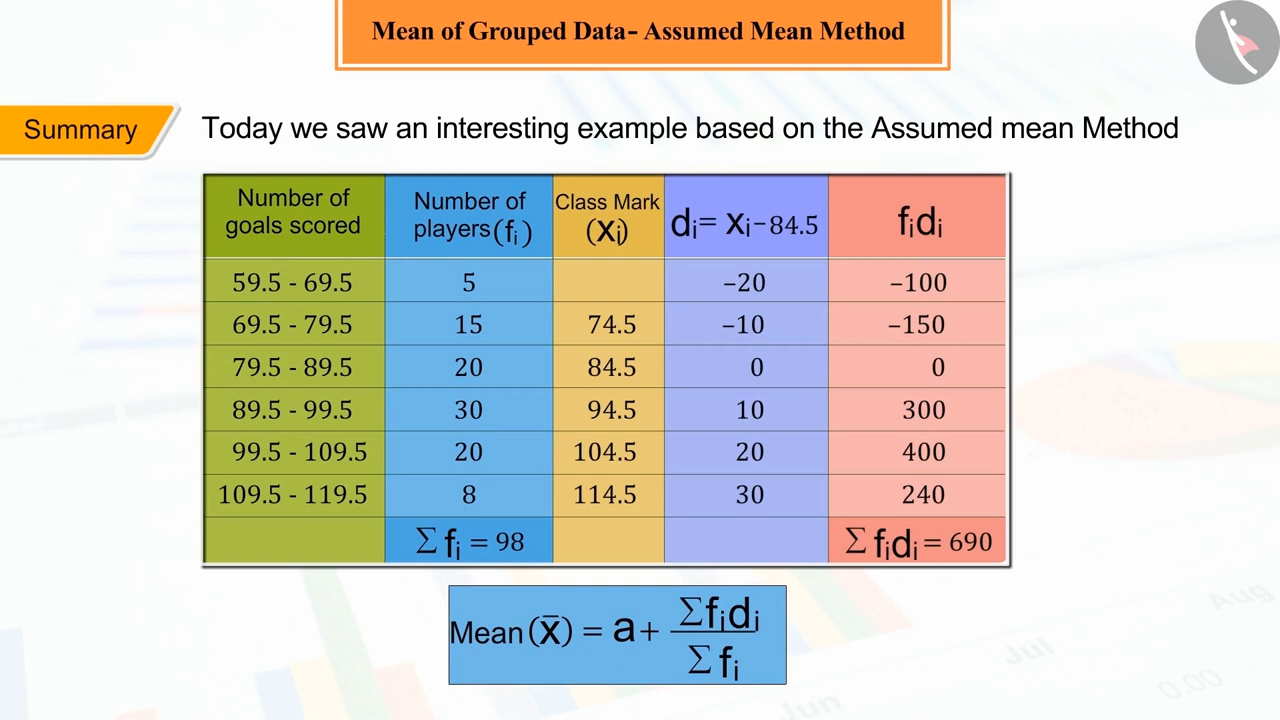 Mean of Grouped Data- Assumed Mean Method
Summary
Today we saw an interesting example based on the Assumed mean Method
Number of goals scored | Number of players (fᵢ) | Class Mark (xᵢ) | dᵢ= xᵢ−84.5 | fᵢdᵢ
59.5 - 69.5 | 5 | | −20 | −100
69.5 - 79.5 | 15 | 74.5 | −10 | −150
79.5 - 89.5 | 20 | 84.5 | 0 | 0
89.5 - 99.5 | 30 | 94.5 | 10 | 300
99.5 - 109.5 | 20 | 104.5 | 20 | 400
109.5 - 119.5 | 8 | 114.5 | 30 | 240
∑ fᵢ = 98 | ∑ fᵢdᵢ = 690
Mean (x̄) = a + ∑fᵢdᵢ / ∑ fᵢ
Aug
Jul
Jun
0.00